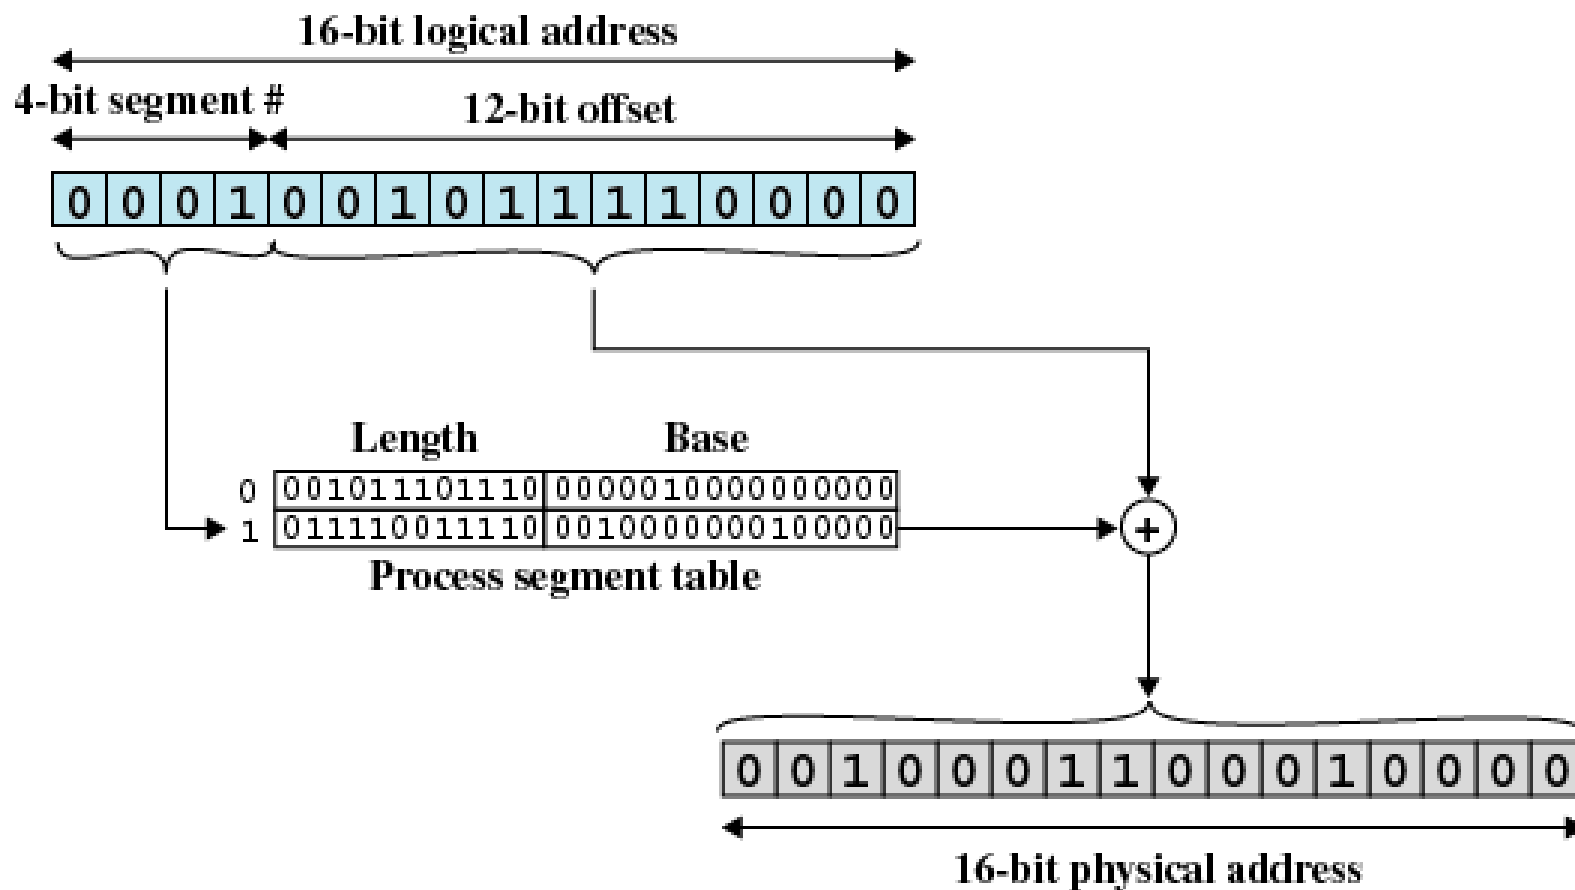 16-bit logical address
4-bit segment #
12-bit offset
0 0 0 1 0 0 1 0 1 1 1 1 0 0 0 0
Length Base
0 001011101110 0000010000000000
1 011110011110 0010000000100000
Process segment table
+
0 0 1 0 0 0 1 1 0 0 0 1 0 0 0 0
16-bit physical address